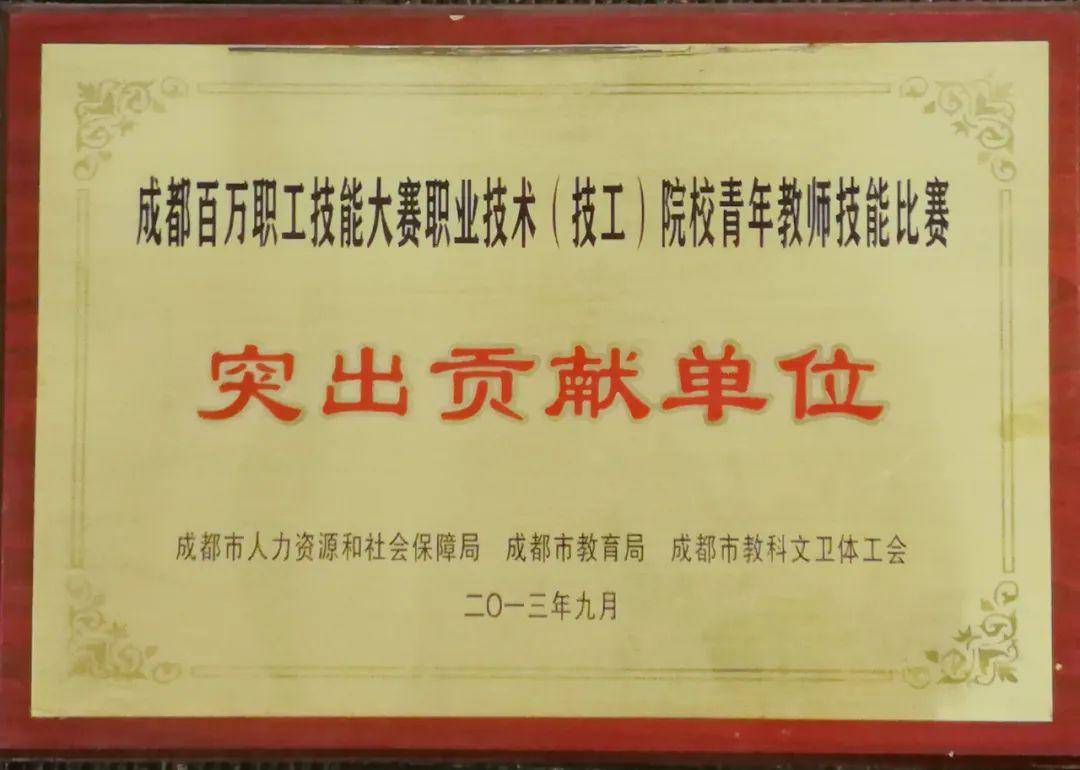 成都百万职工技能大赛职业技术（技工）院校青年教师技能比赛
突出贡献单位
成都市人力资源和社会保障局 成都市教育局 成都市教科文卫体工会
二〇一三年九月